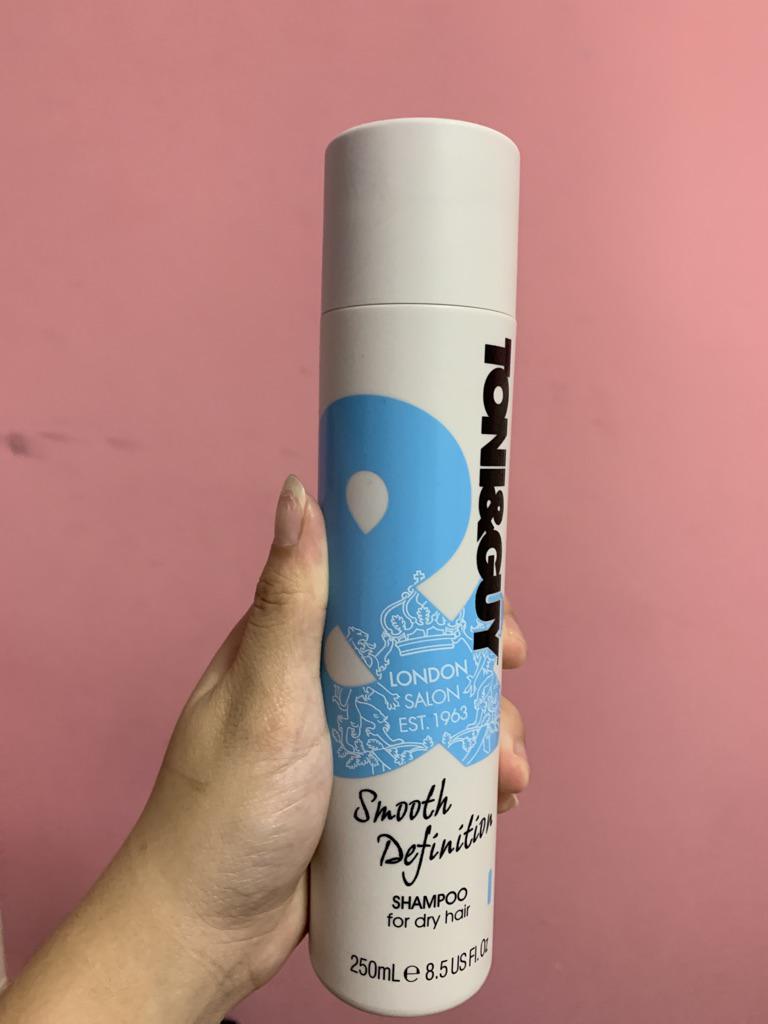 TONI&GUY
LONDON
SALON
EST. 1963
Smooth
Definition
SHAMPOO
for dry hair
250mL e 8.5 US Fl. Oz